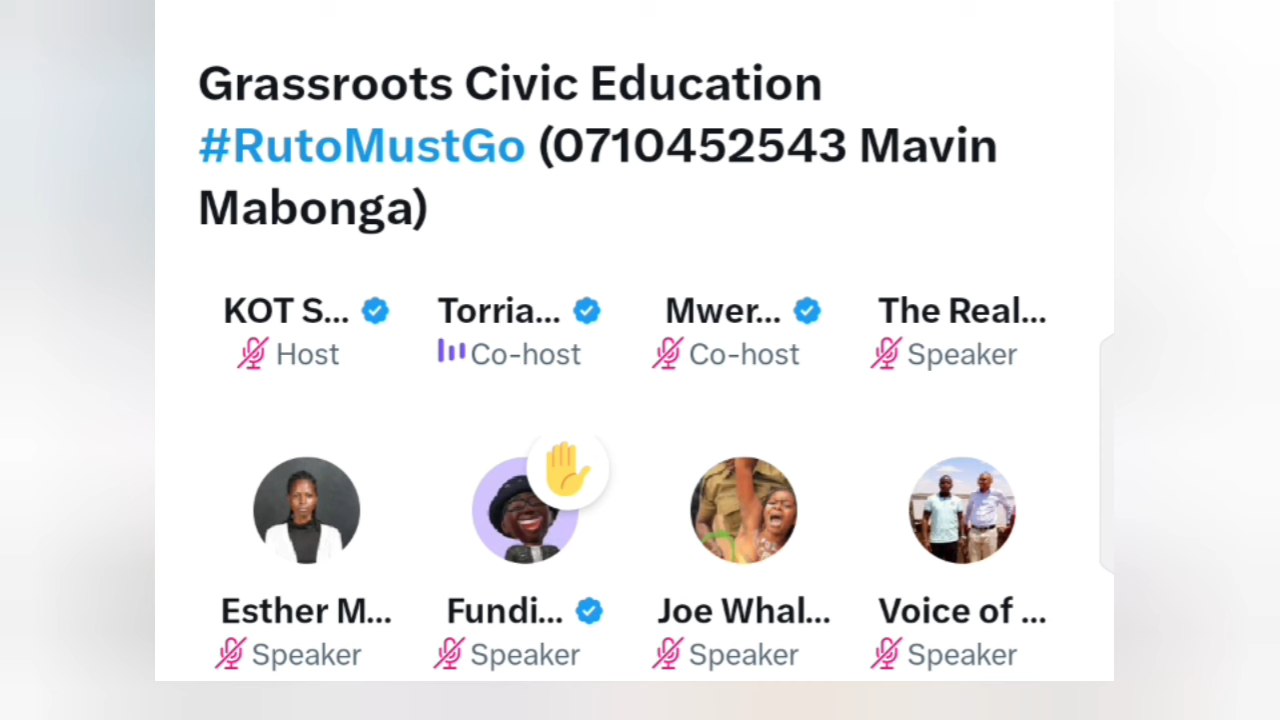 Grassroots Civic Education
#RutoMustGo (0710452543 Mavin
Mabonga)
KOT S... Torria... Mwer... The Real...
Host Co-host Co-host Speaker
Esther M... Fundi... Joe Whal... Voice of ...
Speaker Speaker Speaker Speaker